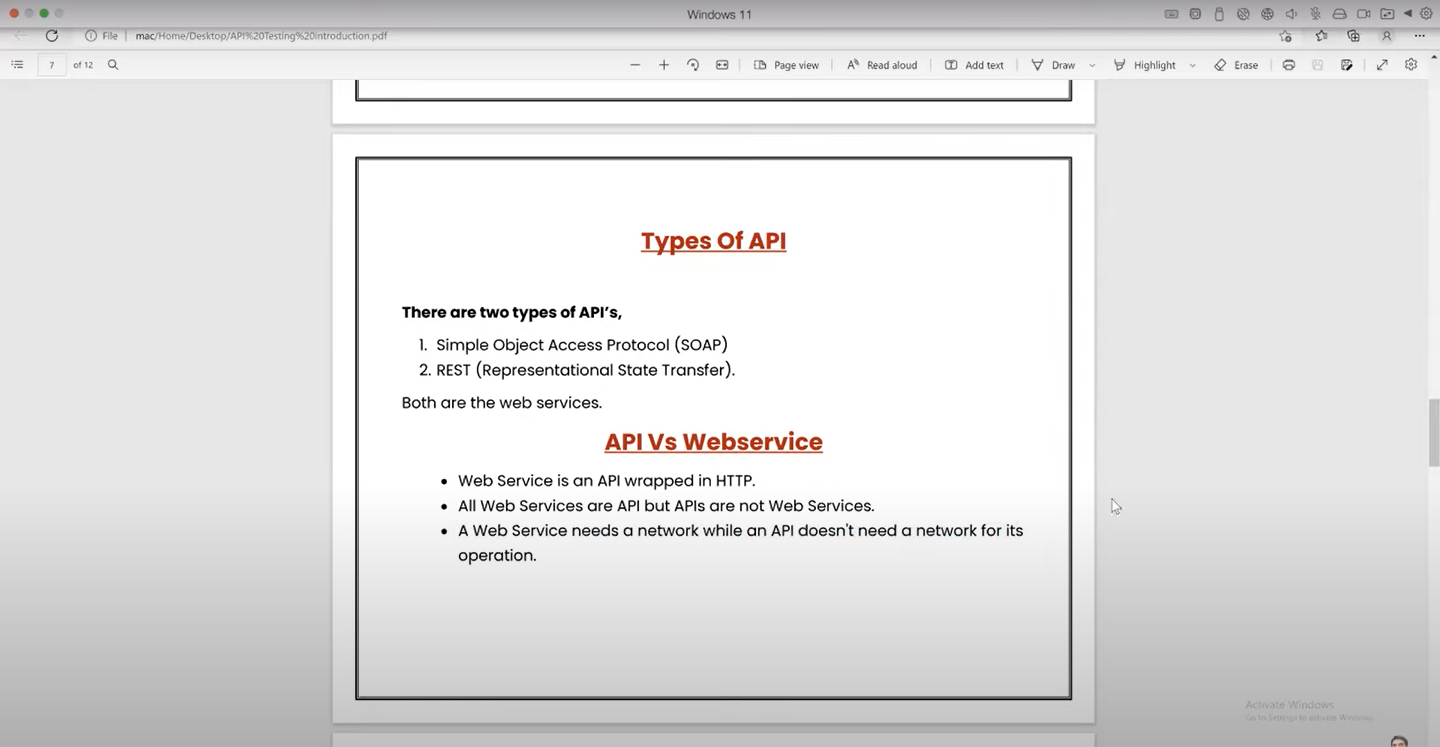 Windows 11
File mac/Home/Desktop/API%20Testing%20introduction.pdf
7 of 12 Page view Read aloud Add text Draw Highlight Erase
Types Of API
There are two types of API’s,
1. Simple Object Access Protocol (SOAP)
2. REST (Representational State Transfer).
Both are the web services.
API Vs Webservice
• Web Service is an API wrapped in HTTP.
• All Web Services are API but APIs are not Web Services.
• A Web Service needs a network while an API doesn't need a network for its
operation.
Activate Windows
Go to Settings to activate Windows.